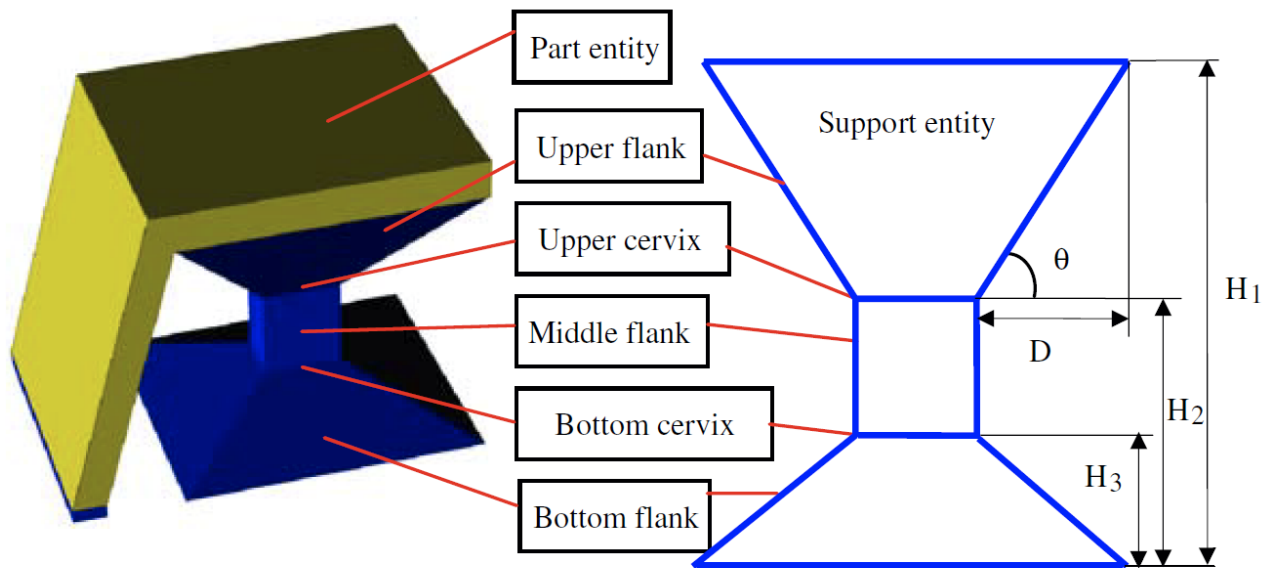 Part entity
Upper flank
Upper cervix
Middle flank
Bottom cervix
Bottom flank
Support entity
θ
D
H1
H2
H3